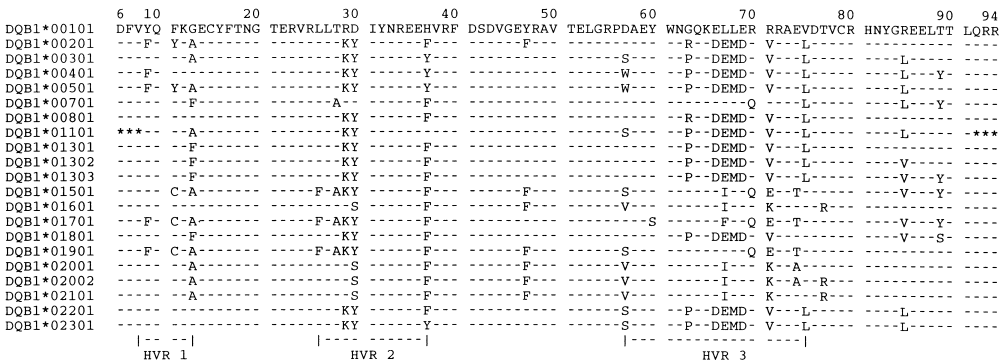 6 10 20 30 40 50 60 70 80 90 94
DQB1*00101 DFVYQ FKGECYFTNG TERVRLLTRD IYNREEHVRF DSDVGEYRAV TELGRPDAEY WNGQKELLER RRAEVDTVCR HNYGREELTT LQRR
DQB1*00201 ---F- Y-A------- --------KY ------F--- ------F--- ---------- --R--DEMD- V---L----- ---------- ----
DQB1*00301 ----- --A------- --------KY ------Y--- ---------- ------S--- --P--DEMD- V---L----- ----L----- ----
DQB1*00401 ---F- ---------- --------KY ------Y--- ---------- ------W--- --P--DEMD- V---L----- ----L---Y- ----
DQB1*00501 ---F- Y-A------- --------KY ------Y--- ---------- ------W--- --P--DEMD- V---L----- ----L----- ----
DQB1*00701 ----- --F------- -------A-- ------F--- ---------- ---------- ---------Q ----L----- ----L---Y- ----
DQB1*00801 ----- ---------- --------KY ------F--- ---------- ---------- --R--DEMD- V---L----- ---------- ----
DQB1*01101 ***-- --A------- --------KY ------F--- ---------- ------S--- --P--DEMD- V---L----- ----L----- -***
DQB1*01301 ----- --F------- --------KY ------F--- ---------- ---------- --P--DEMD- V---L----- ---------- ----
DQB1*01302 ----- --F------- --------KY ------F--- ---------- ---------- --P--DEMD- V---L----- ----V----- ----
DQB1*01303 ----- --F------- --------KY ------F--- ---------- ---------- --P--DEMD- V---L----- ----V---Y- ----
DQB1*01501 ----- C-A------- -----F-AKY ------F--- ------F--- ------S--- ------I--Q E--T------ ----V---Y- ----
DQB1*01601 ----- ---------- ---------S ------F--- ------F--- ------V--- ------I--- K-----R--- ---------- ----
DQB1*01701 ---F- C-A------- -----F-AKY ------F--- ---------- ---------S ------F--Q E--T------ ----V---Y- ----
DQB1*01801 ----- --F------- --------KY ------F--- ---------- ---------- --P--DEMD- V--------- ----V---S- ----
DQB1*01901 ---F- C-A------- -----F-AKY ------F--- ------F--- ------S--- ---------Q E--T------ ---------- ----
DQB1*02001 ----- --A------- ---------S ------F--- ------F--- ------V--- ------I--- K--A------ ---------- ----
DQB1*02002 ----- --A------- ---------S ------F--- ------F--- ------V--- ------I--- K--A--R--- ---------- ----
DQB1*02101 ----- --A------- ---------S ------F--- ------F--- ------V--- ------I--- K-----R--- ---------- ----
DQB1*02201 ----- ---------- --------KY ------F--- ---------- ------S--- --P--DEMD- V---L----- ----L----- ----
DQB1*02301 ----- ---------- --------KY ------Y--- ---------- ------S--- --P--DEMD- V---L----- ----L----- ----
HVR 1 HVR 2 HVR 3